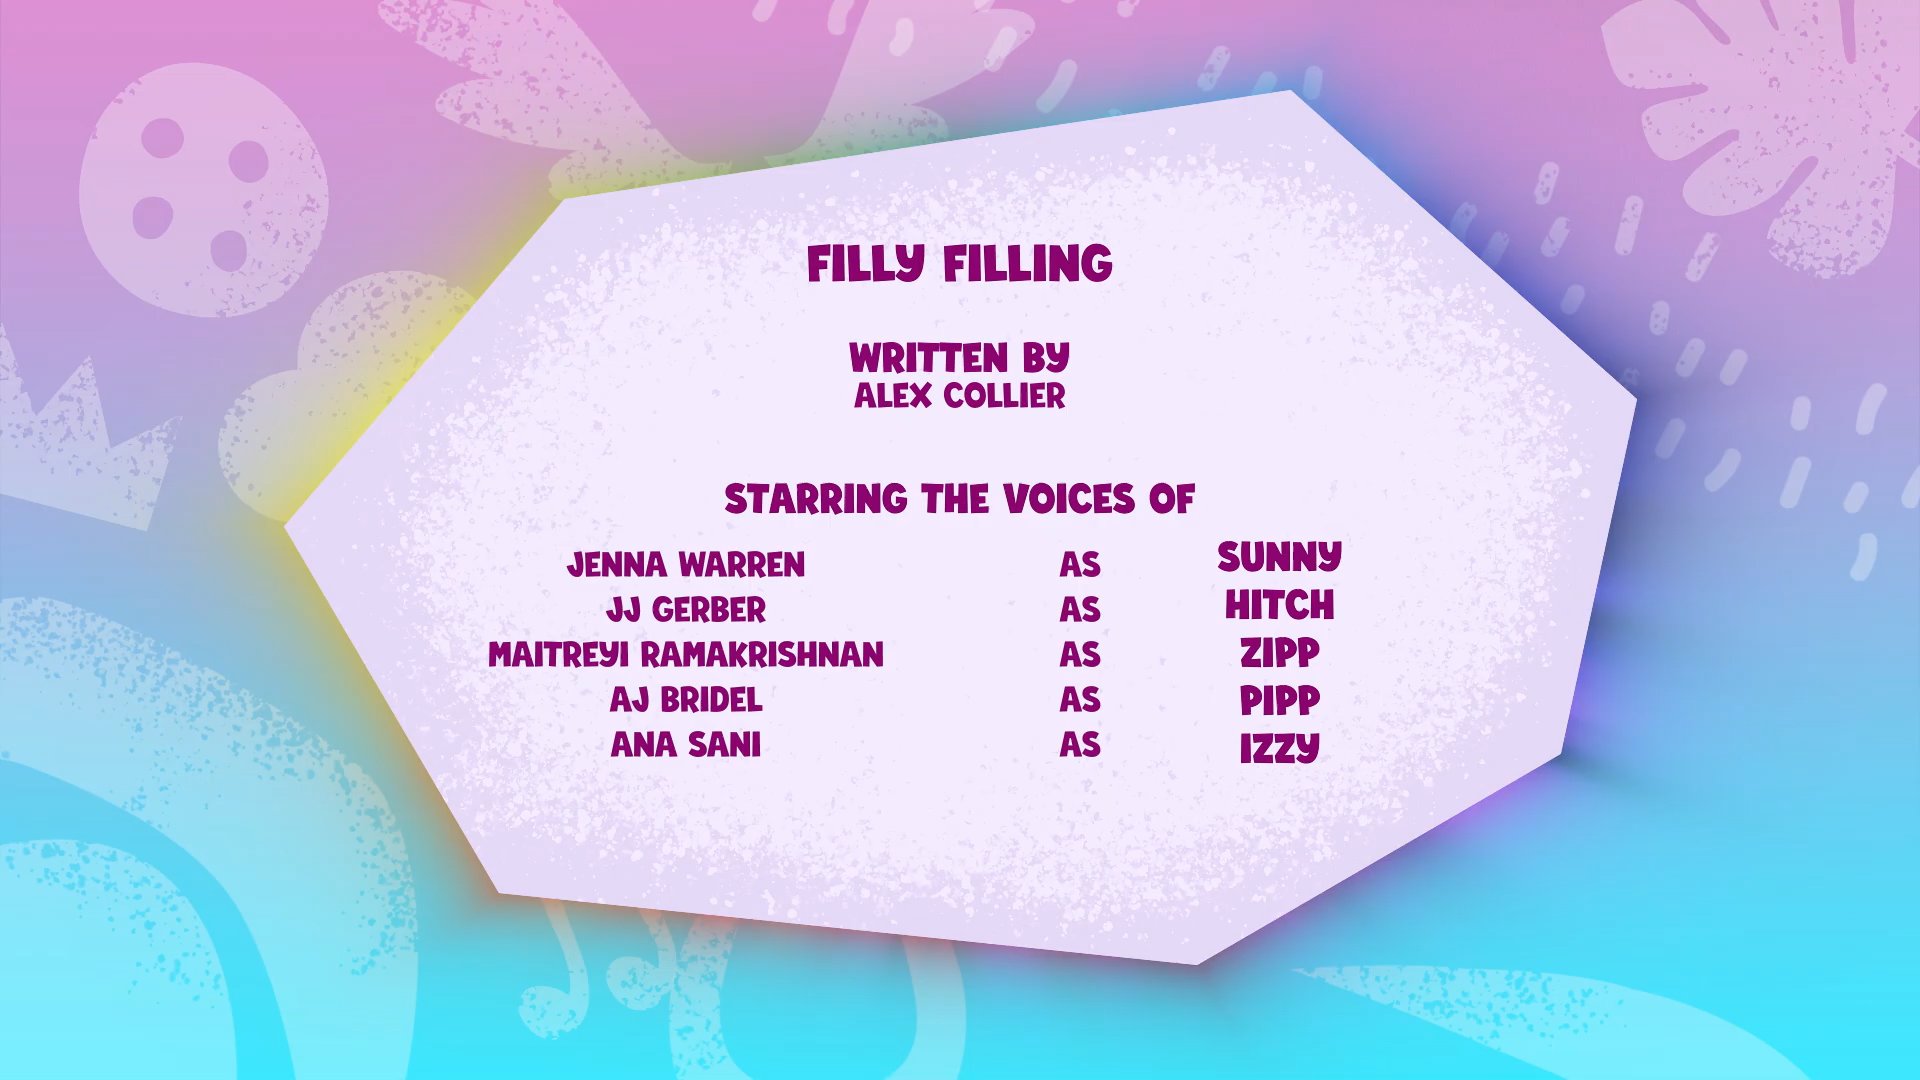 FILLY FILLING
WRITTEN BY
ALEX COLLIER
STARRING THE VOICES OF
JENNA WARREN AS SUNNY
JJ GERBER AS HITCH
MAITREYI RAMAKRISHNAN AS ZIPP
AJ BRIDEL AS PIPP
ANA SANI AS IZZY